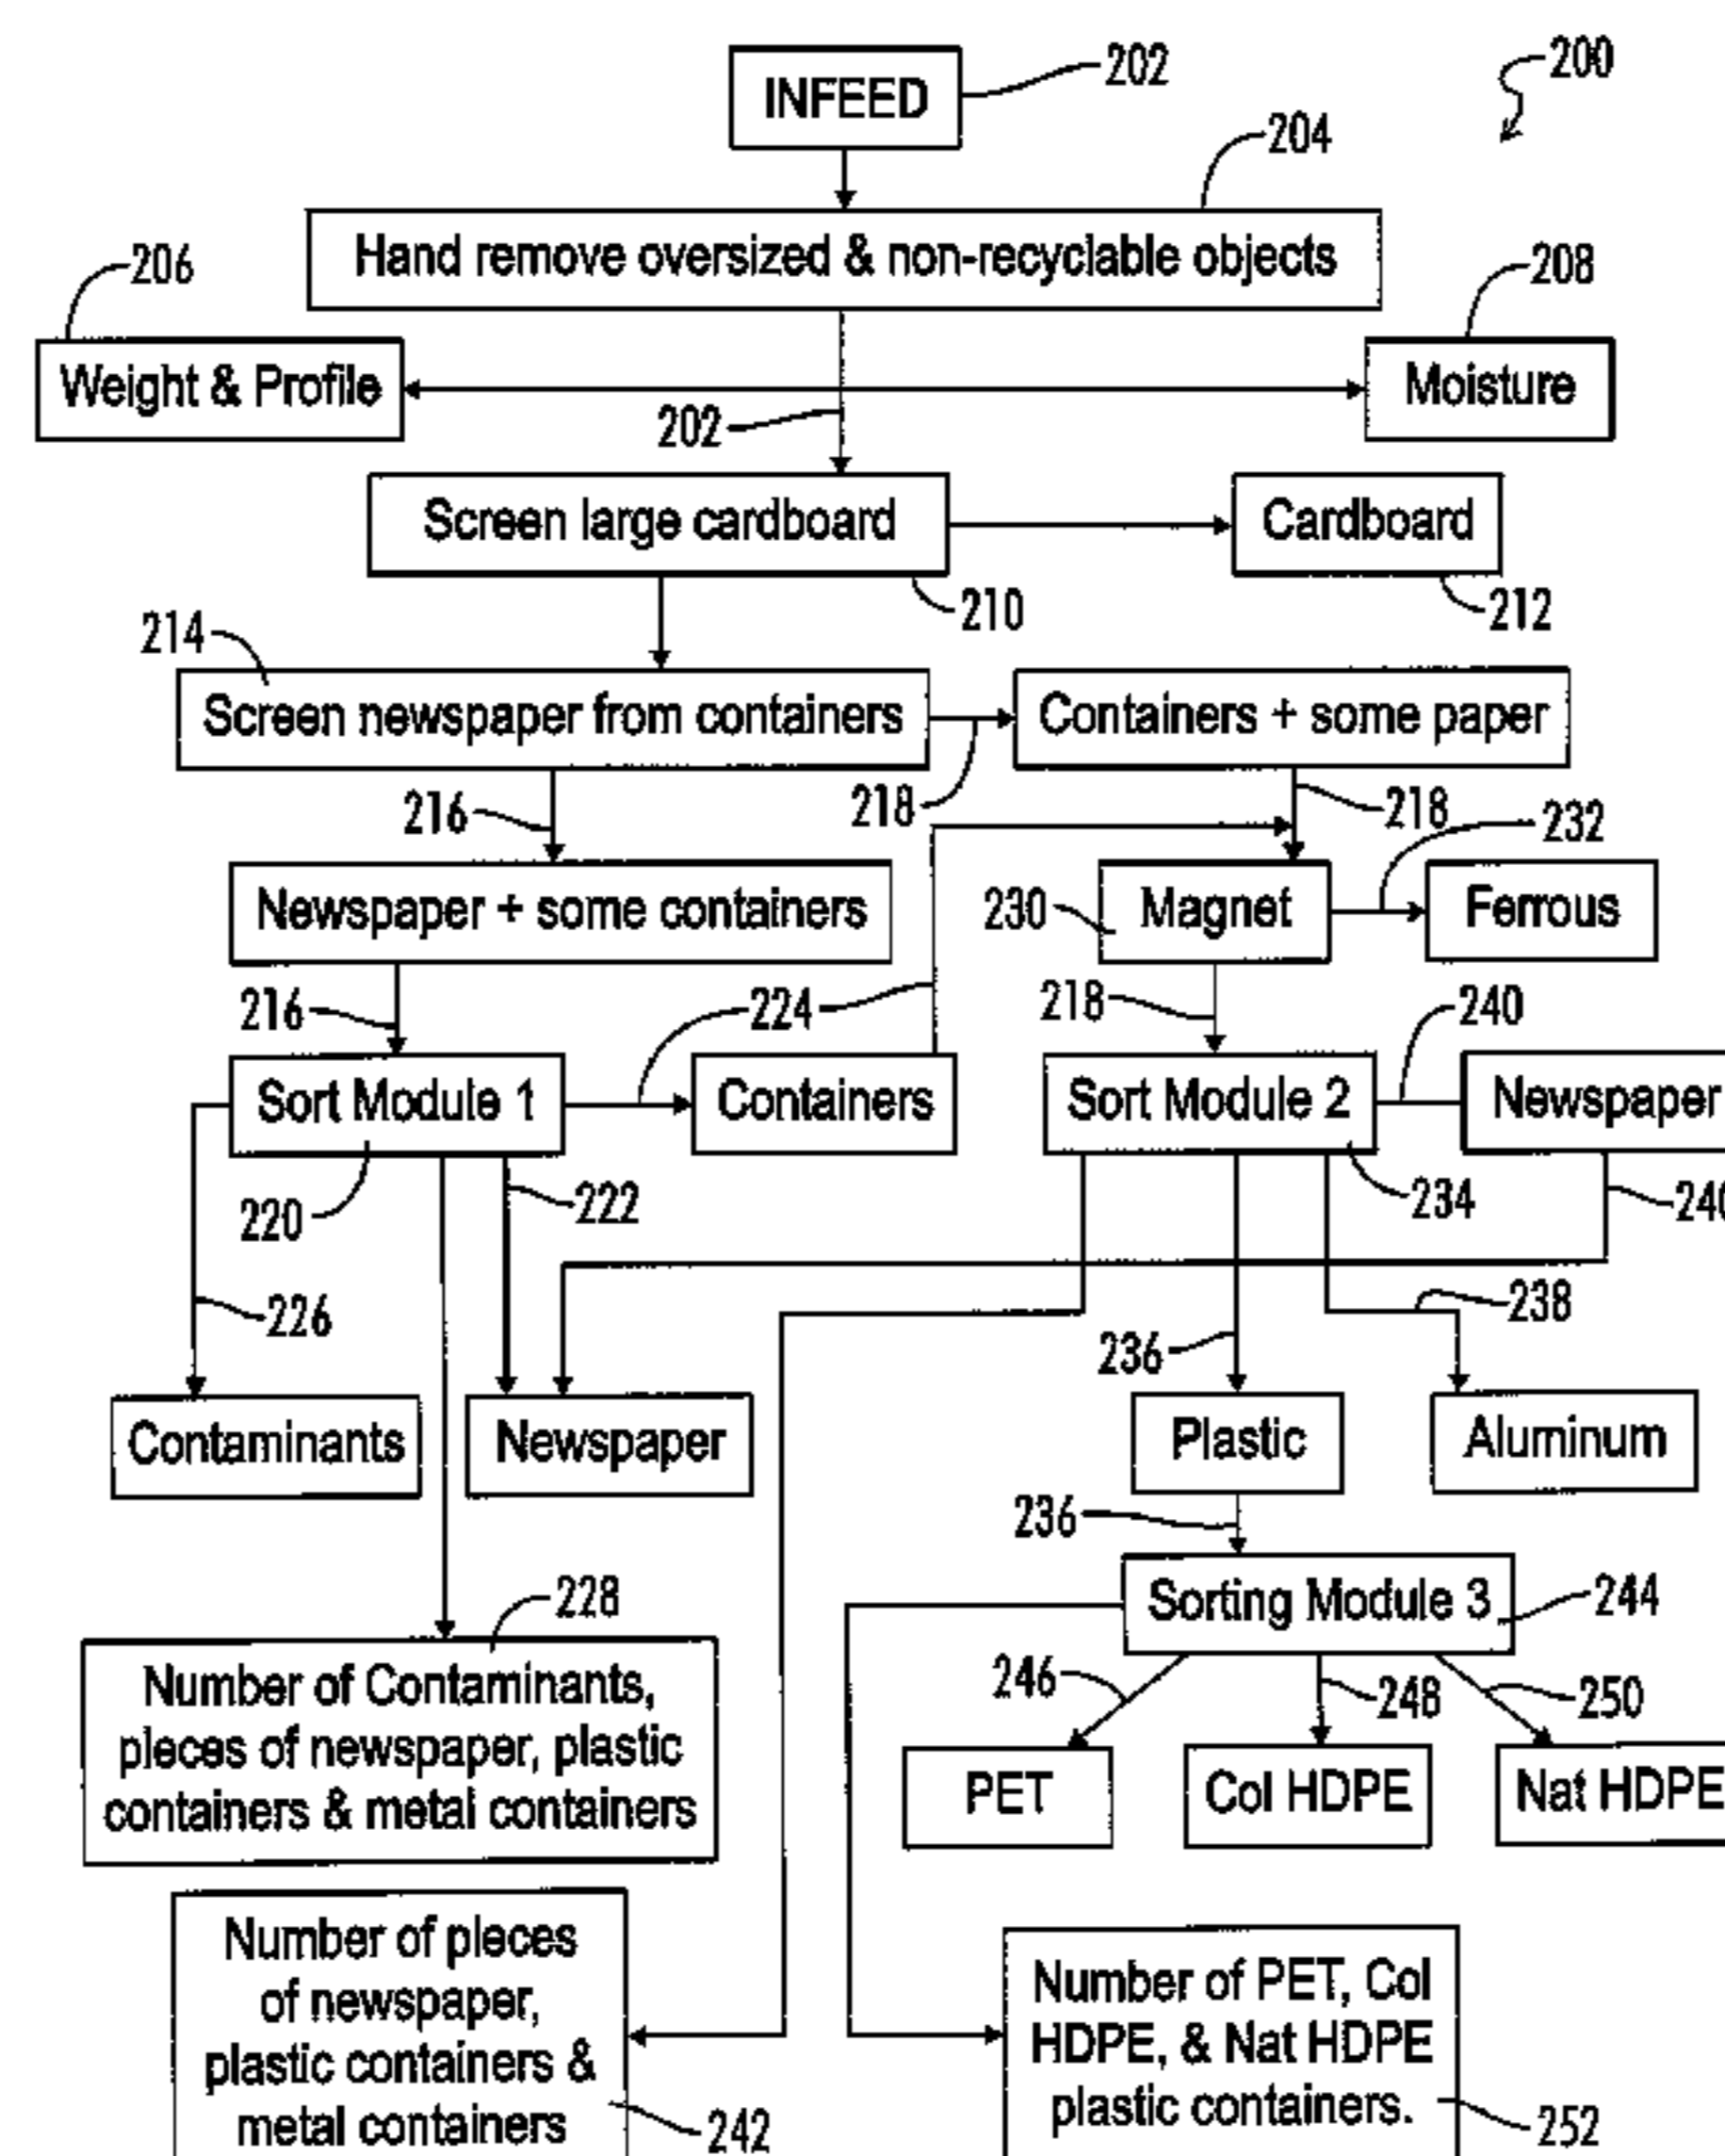 202
200
INFEED
204
Hand remove oversized & non-recyclable objects
206
208
Weight & Profile
Moisture
202
Screen large cardboard
Cardboard
210
212
214
Screen newspaper from containers
Containers + some paper
216
218
218
232
Newspaper + some containers
230
Magnet
Ferrous
216
224
218
240
Sort Module 1
Containers
Sort Module 2
Newspaper
220
222
234
240
226
236
238
Contaminants
Newspaper
Plastic
Aluminum
236
228
Sorting Module 3
244
Number of Contaminants,
pieces of newspaper, plastic
containers & metal containers
246
248
250
PET
Col HDPE
Nat HDPE
Number of pieces
of newspaper,
plastic containers &
metal containers
242
Number of PET, Col
HDPE, & Nat HDPE
plastic containers.
252